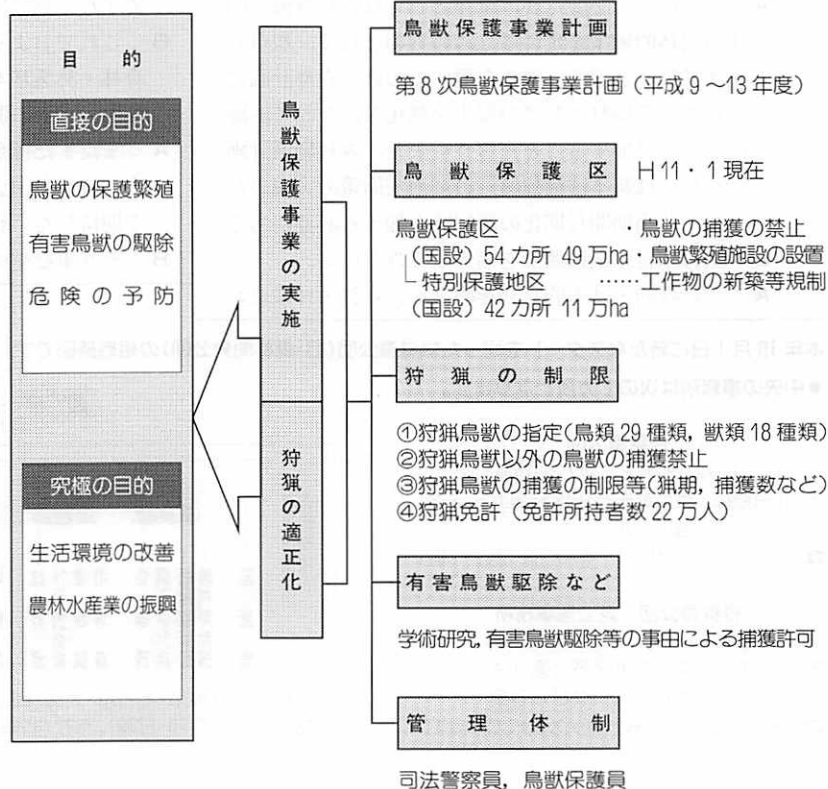 目的
直接の目的
鳥獣の保護繁殖
有害鳥獣の駆除
危険の予防
究極の目的
生活環境の改善
農林水産業の振興
鳥獣保護事業の実施
狩猟の適正化
鳥獣保護事業計画
第8次鳥獣保護事業計画(平成9～13年度)
鳥獣保護区 H11・1現在
鳥獣保護区 ・鳥獣の捕獲の禁止
(国設)54カ所 49万ha・鳥獣繁殖施設の設置
特別保護地区 ……工作物の新築等規制
(国設)42カ所 11万ha
狩猟の制限
①狩猟鳥獣の指定(鳥類29種類,獣類18種類)
②狩猟鳥獣以外の鳥獣の捕獲禁止
③狩猟鳥獣の捕獲の制限等(猟期,捕獲数など)
④狩猟免許(免許所持者数22万人)
有害鳥獣駆除など
学術研究,有害鳥獣駆除等の事由による捕獲許可
管理体制
司法警察員,鳥獣保護員